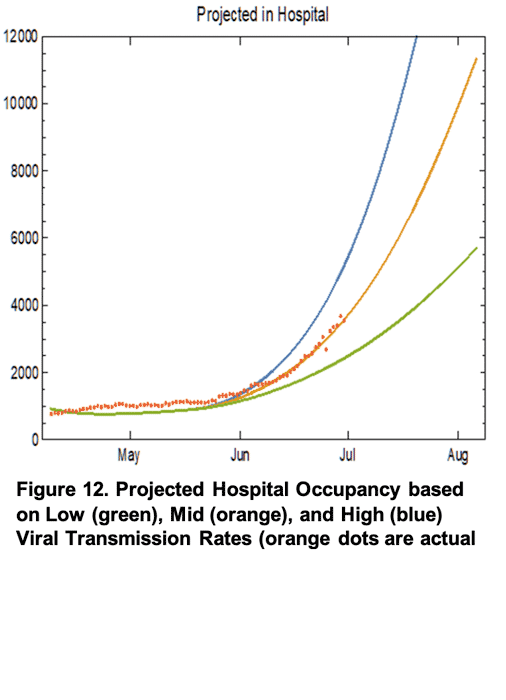 Projected in Hospital
12000
10000
8000
6000
4000
2000
0
May Jun Jul Aug
Figure 12. Projected Hospital Occupancy based
on Low (green), Mid (orange), and High (blue)
Viral Transmission Rates (orange dots are actual